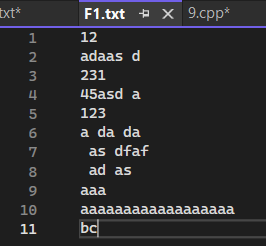 txt* F1.txt 9.cpp*
1 12
2 adaas d
3 231
4 45asd a
5 123
6 a da da
7  as dfaf
8  ad as
9 aaa
10 aaaaaaaaaaaaaaaaaa
11 bc